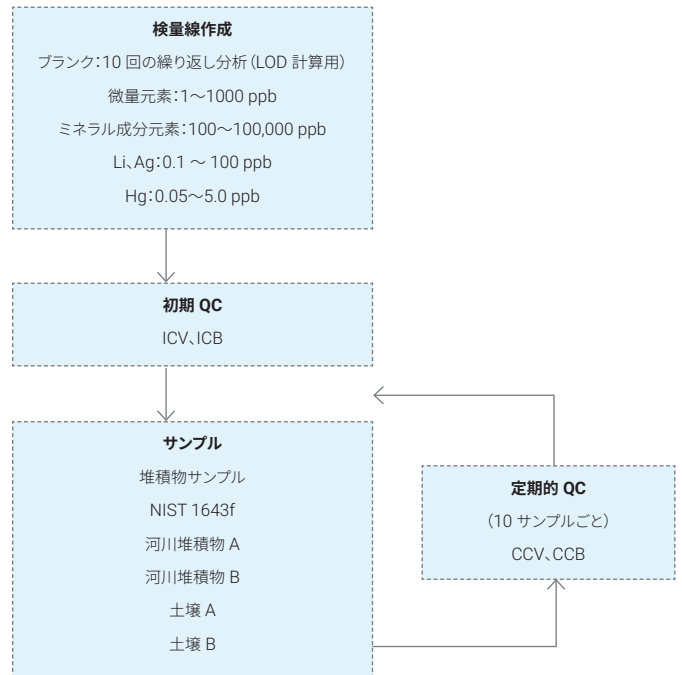 検量線作成
ブランク：10 回の繰り返し分析（LOD 計算用）
微量元素：1～1000 ppb
ミネラル成分元素：100～100,000 ppb
Li、Ag：0.1 ～ 100 ppb
Hg：0.05～5.0 ppb
初期 QC
ICV、ICB
サンプル
堆積物サンプル
NIST 1643f
河川堆積物 A
河川堆積物 B
土壌 A
土壌 B
定期的 QC
（10 サンプルごと）
CCV、CCB